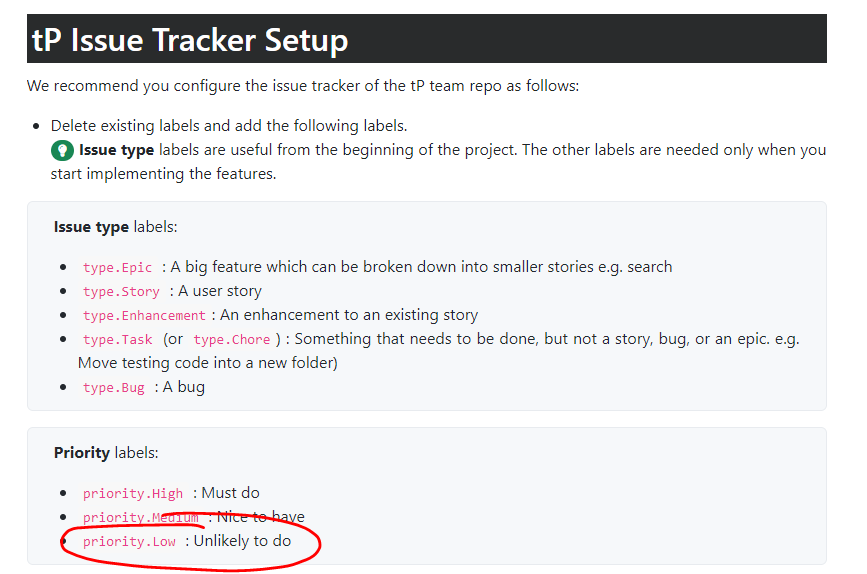 tP Issue Tracker Setup
We recommend you configure the issue tracker of the tP team repo as follows:
Delete existing labels and add the following labels.
Issue type labels are useful from the beginning of the project. The other labels are needed only when you
start implementing the features.
Issue type labels:
type.Epic : A big feature which can be broken down into smaller stories e.g. search
type.Story : A user story
type.Enhancement : An enhancement to an existing story
type.Task (or type.Chore ) : Something that needs to be done, but not a story, bug, or an epic. e.g.
Move testing code into a new folder)
type.Bug : A bug
Priority labels:
priority.High : Must do
priority.Medium : Nice to have
priority.Low : Unlikely to do